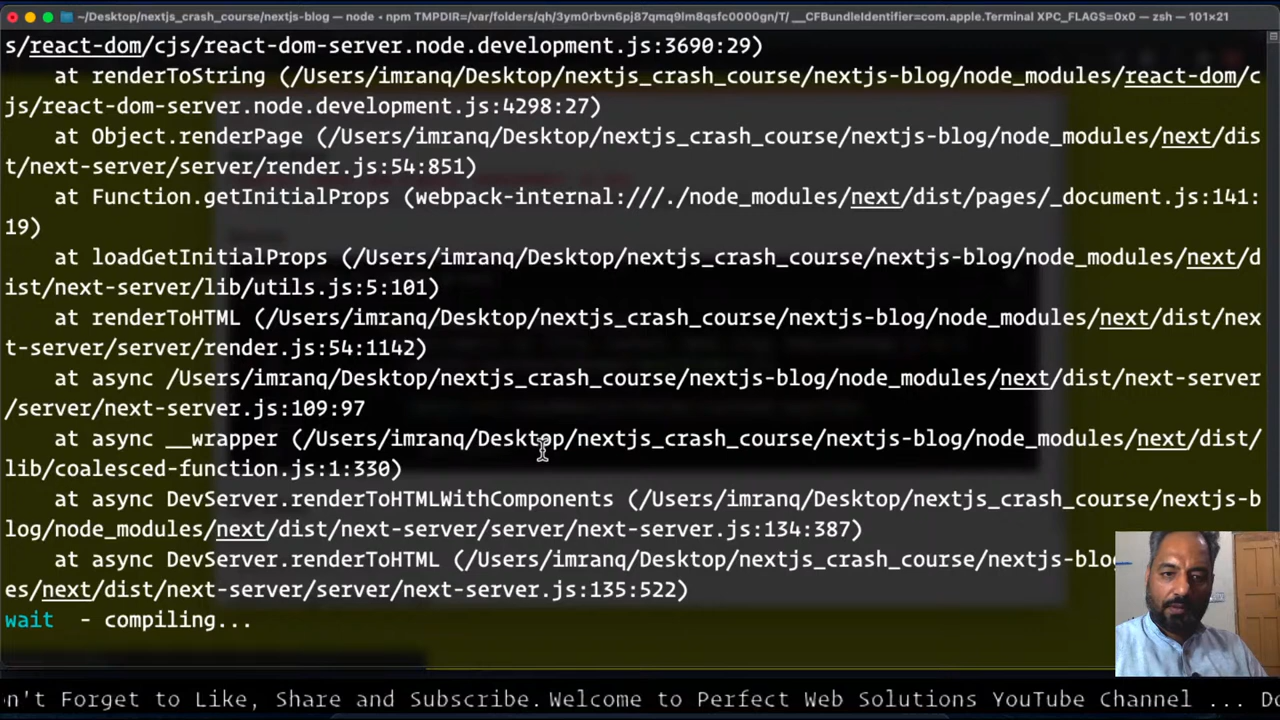 ~/Desktop/nextjs_crash_course/nextjs-blog — node • npm TMPDIR=/var/folders/qh/3ym0rbvn6pj87qmq9lm8qsfc0000gn/T/ __CFBundleIdentifier=com.apple.Terminal XPC_FLAGS=0x0 — zsh — 101×21
s/react-dom/cjs/react-dom-server.node.development.js:3690:29)
at renderToString (/Users/imranq/Desktop/nextjs_crash_course/nextjs-blog/node_modules/react-dom/c
js/react-dom-server.node.development.js:4298:27)
at Object.renderPage (/Users/imranq/Desktop/nextjs_crash_course/nextjs-blog/node_modules/next/dis
t/next-server/server/render.js:54:851)
at Function.getInitialProps (webpack-internal:///./node_modules/next/dist/pages/_document.js:141:
19)
at loadGetInitialProps (/Users/imranq/Desktop/nextjs_crash_course/nextjs-blog/node_modules/next/d
ist/next-server/lib/utils.js:5:101)
at renderToHTML (/Users/imranq/Desktop/nextjs_crash_course/nextjs-blog/node_modules/next/dist/nex
t-server/server/render.js:54:1142)
at async /Users/imranq/Desktop/nextjs_crash_course/nextjs-blog/node_modules/next/dist/next-server
/server/next-server.js:109:97
at async __wrapper (/Users/imranq/Desktop/nextjs_crash_course/nextjs-blog/node_modules/next/dist/
lib/coalesced-function.js:1:330)
at async DevServer.renderToHTMLWithComponents (/Users/imranq/Desktop/nextjs_crash_course/nextjs-b
log/node_modules/next/dist/next-server/server/next-server.js:134:387)
at async DevServer.renderToHTML (/Users/imranq/Desktop/nextjs_crash_course/nextjs-blo
es/next/dist/next-server/server/next-server.js:135:522)
wait - compiling...
n't Forget to Like, Share and Subscribe. Welcome to Perfect Web Solutions YouTube Channel ... Do